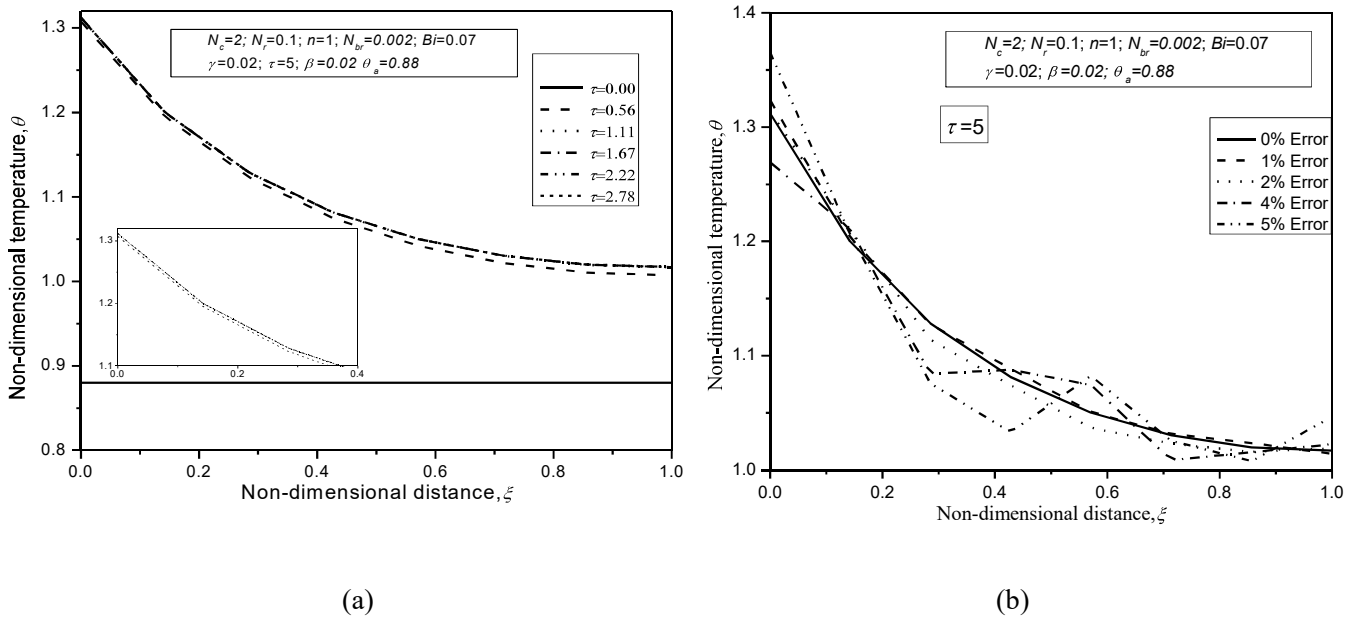 N_c=2; N_r=0.1; n=1; N_br=0.002; Bi=0.07
γ=0.02; τ=5; β=0.02 θ_a=0.88
τ=0.00
τ=0.56
τ=1.11
τ=1.67
τ=2.22
τ=2.78
Non-dimensional temperature,θ
1.3
1.2
1.1
1.0
0.9
0.8
0.0
0.2
0.4
0.6
0.8
1.0
Non-dimensional distance,ξ
1.3
1.2
1.1
0.0
0.2
0.4
(a)
N_c=2; N_r=0.1; n=1; N_br=0.002; Bi=0.07
γ=0.02; β=0.02; θ_a=0.88
τ=5
0% Error
1% Error
2% Error
4% Error
5% Error
Non-dimensional temperature,θ
1.4
1.3
1.2
1.1
1.0
0.0
0.2
0.4
0.6
0.8
1.0
Non-dimensional distance,ξ
(b)